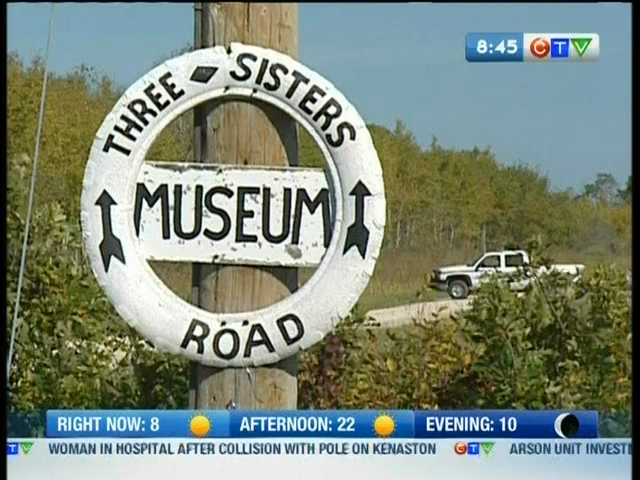 8:45 CTV
THREE SISTERS
MUSEUM
ROAD
RIGHT NOW: 8 AFTERNOON: 22 EVENING: 10
TV WOMAN IN HOSPITAL AFTER COLLISION WITH POLE ON KENASTON CTV ARSON UNIT INVESTI